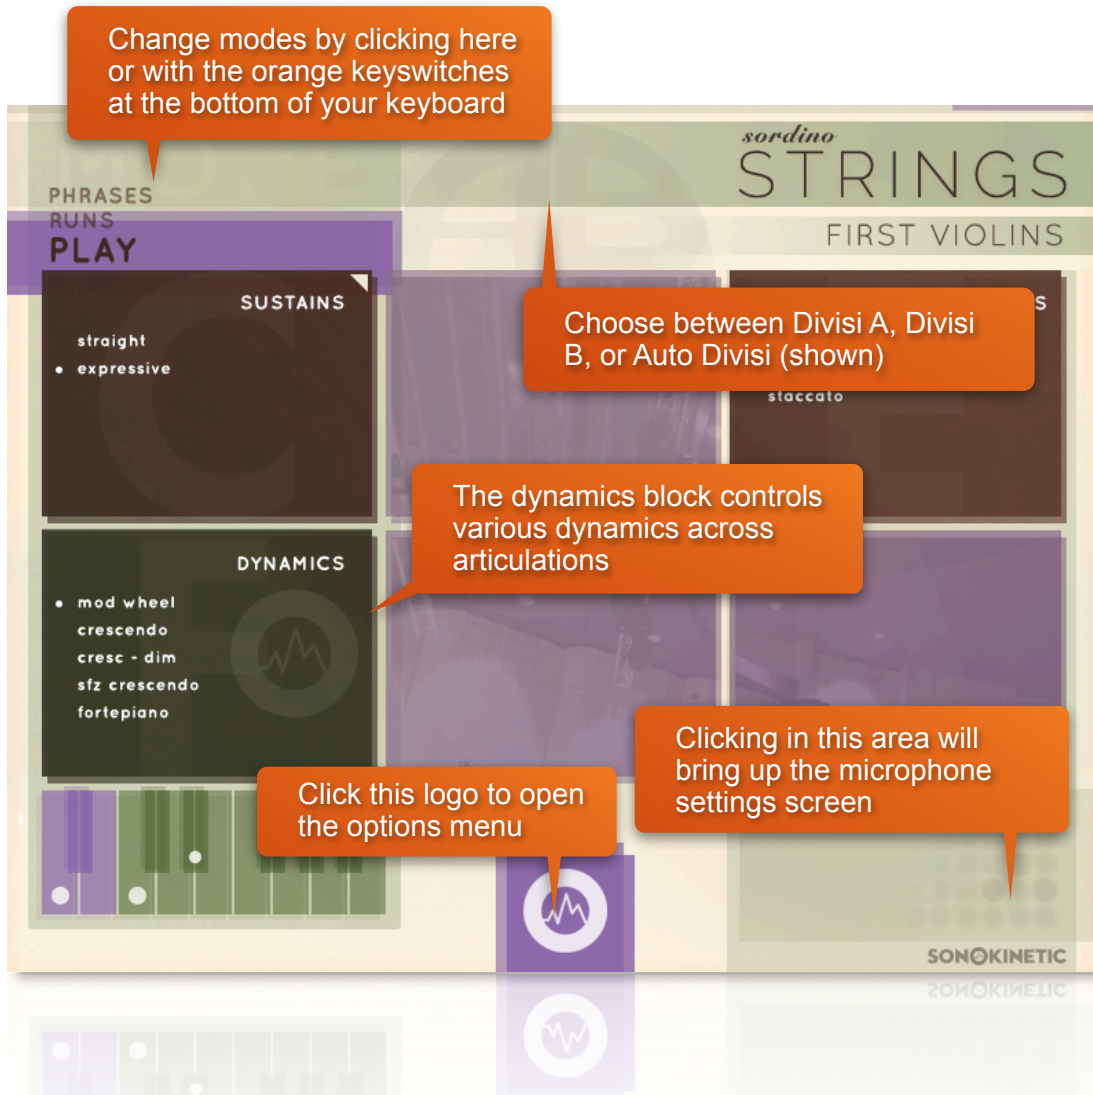 Change modes by clicking here
or with the orange keyswitches
at the bottom of your keyboard
sordino
STRINGS
FIRST VIOLINS
PHRASES
RUNS
PLAY
SUSTAINS
straight
• expressive
Choose between Divisi A, Divisi
B, or Auto Divisi (shown)
S
staccato
The dynamics block controls
various dynamics across
articulations
DYNAMICS
• mod wheel
crescendo
cresc - dim
sfz crescendo
fortepiano
Clicking in this area will
bring up the microphone
settings screen
Click this logo to open
the options menu
SONOKINETIC